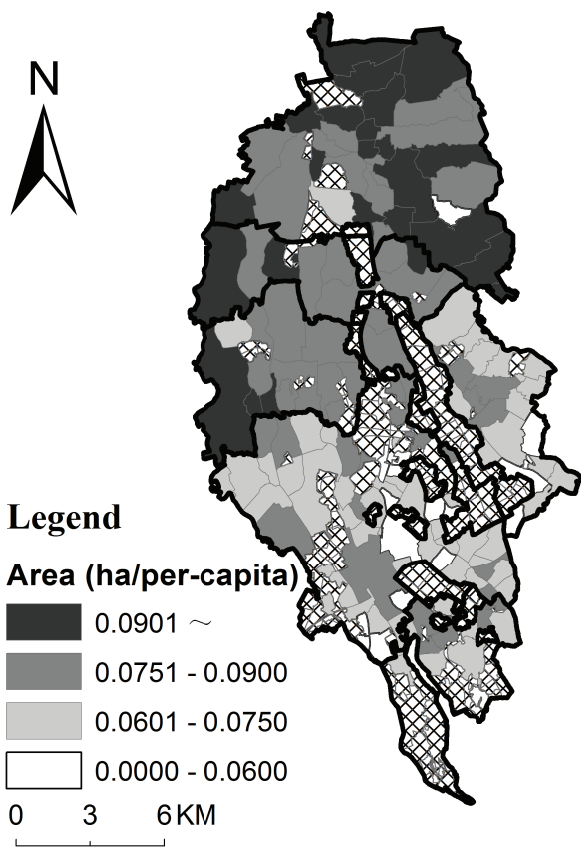 N
Legend
Area (ha/per-capita)
0.0901 ~
0.0751 - 0.0900
0.0601 - 0.0750
0.0000 - 0.0600
0 3 6 KM